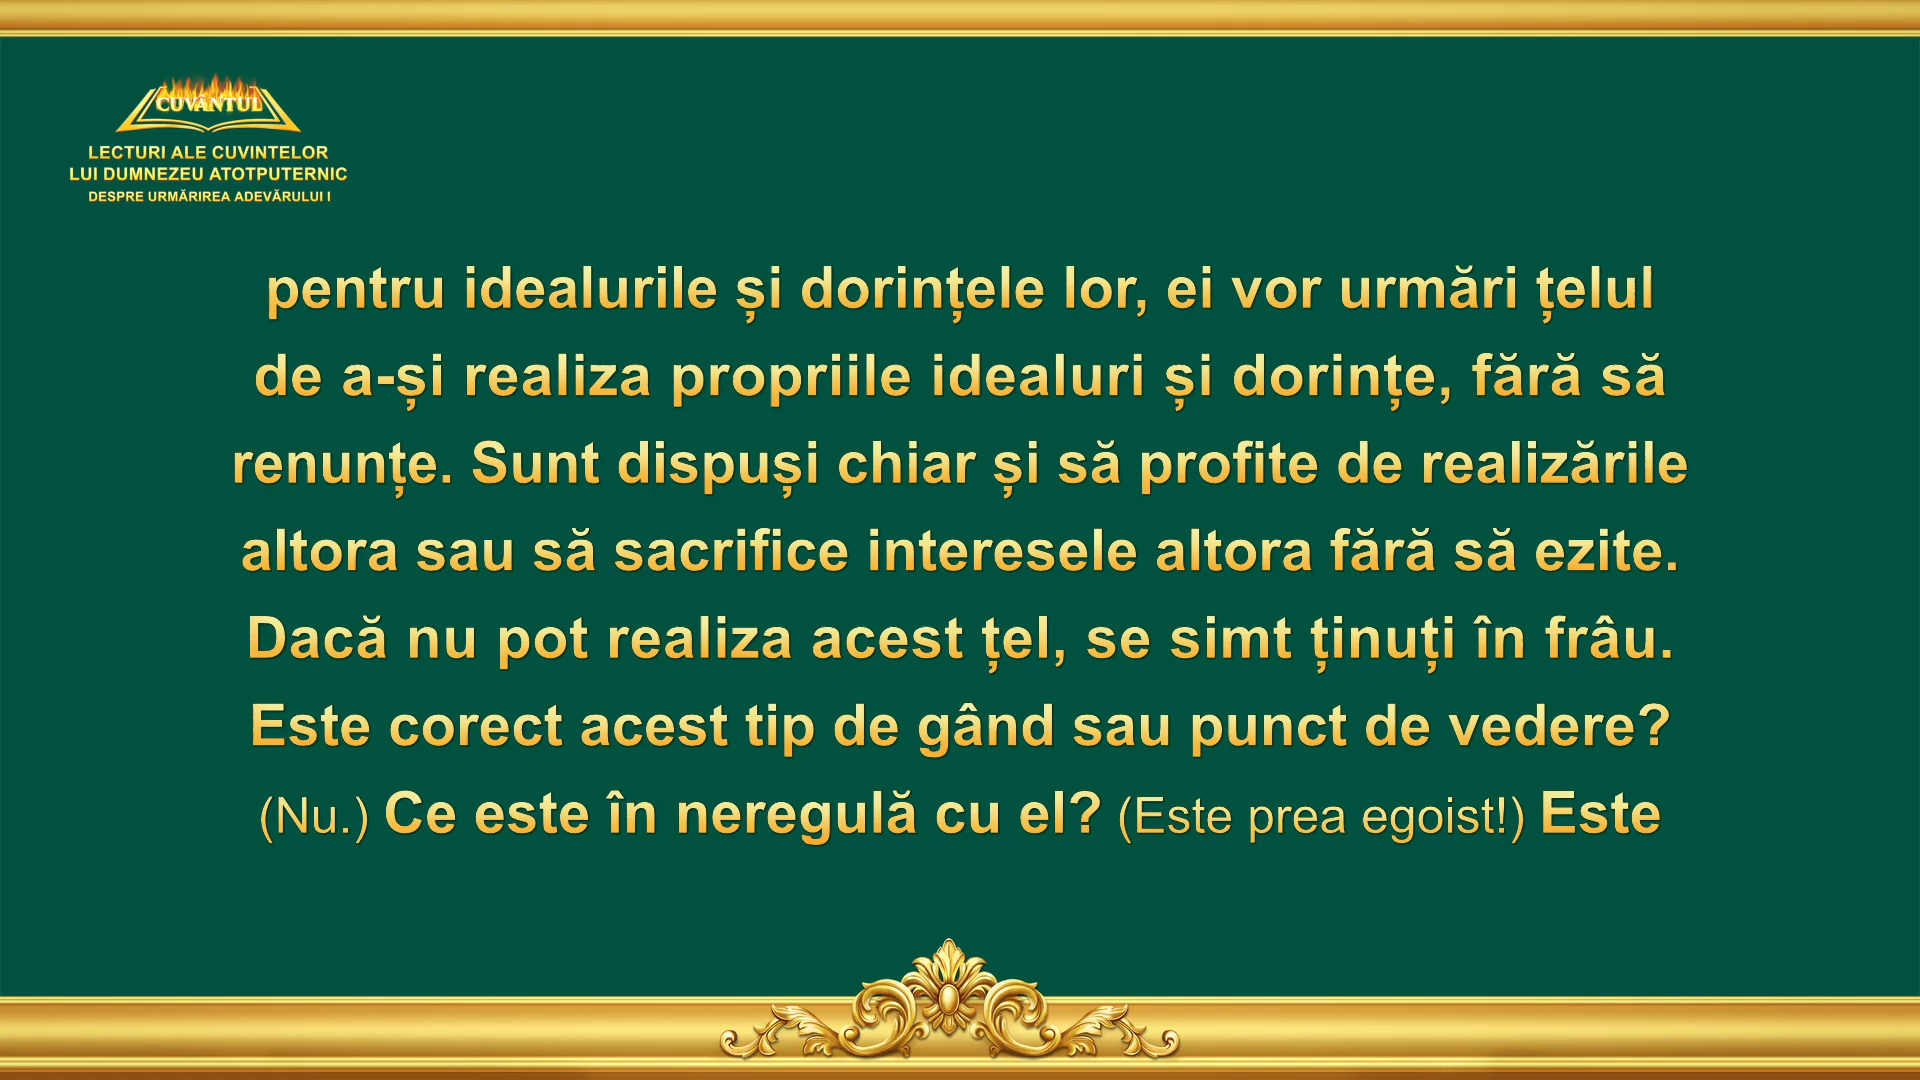 CUVÂNTUL
LECTURI ALE CUVINTELOR
LUI DUMNEZEU ATOTPUTERNIC
DESPRE URMĂRIREA ADEVĂRULUI I
pentru idealurile și dorințele lor, ei vor urmări țelul
de a-și realiza propriile idealuri și dorințe, fără să
renunțe. Sunt dispuși chiar și să profite de realizările
altora sau să sacrifice interesele altora fără să ezite.
Dacă nu pot realiza acest țel, se simt ținuți în frâu.
Este corect acest tip de gând sau punct de vedere?
(Nu.) Ce este în neregulă cu el? (Este prea egoist!) Este